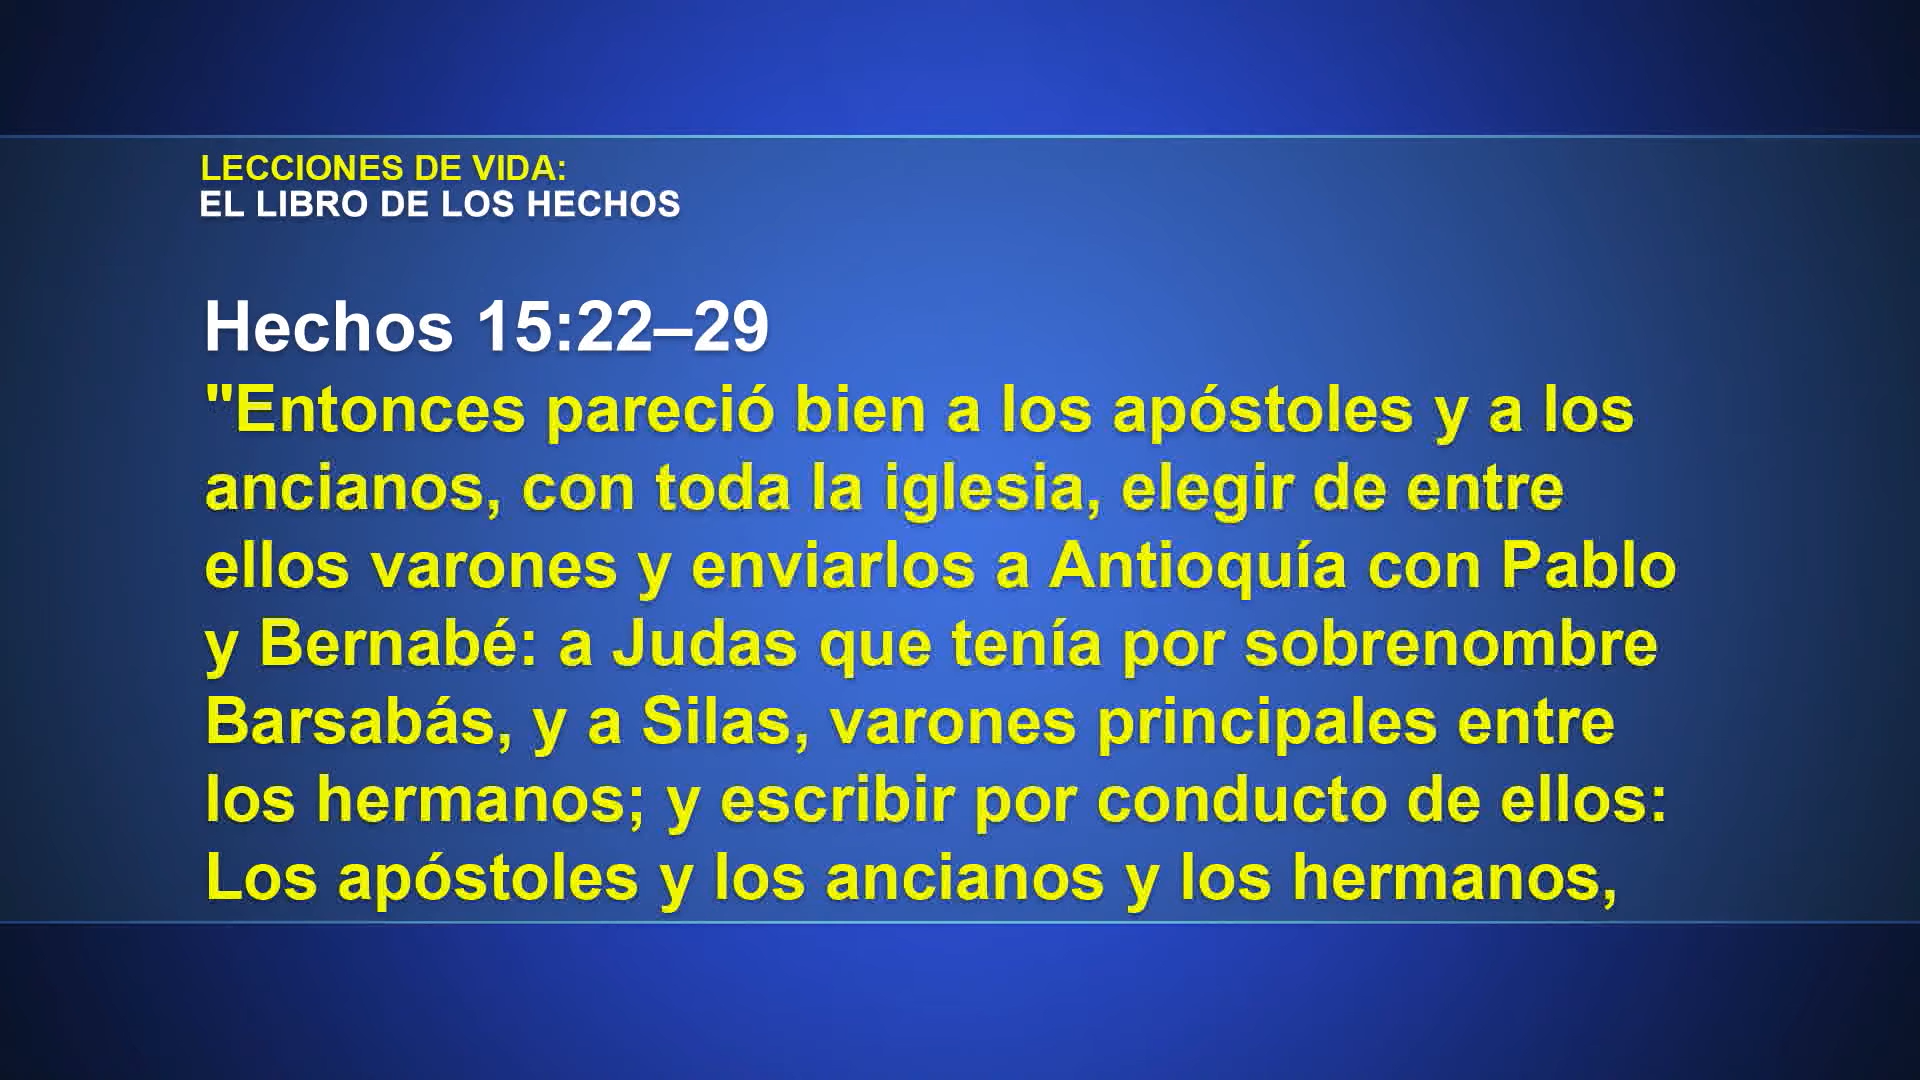 LECCIONES DE VIDA:
EL LIBRO DE LOS HECHOS
Hechos 15:22–29
"Entonces pareció bien a los apóstoles y a los
ancianos, con toda la iglesia, elegir de entre
ellos varones y enviarlos a Antioquía con Pablo
y Bernabé: a Judas que tenía por sobrenombre
Barsabás, y a Silas, varones principales entre
los hermanos; y escribir por conducto de ellos:
Los apóstoles y los ancianos y los hermanos,